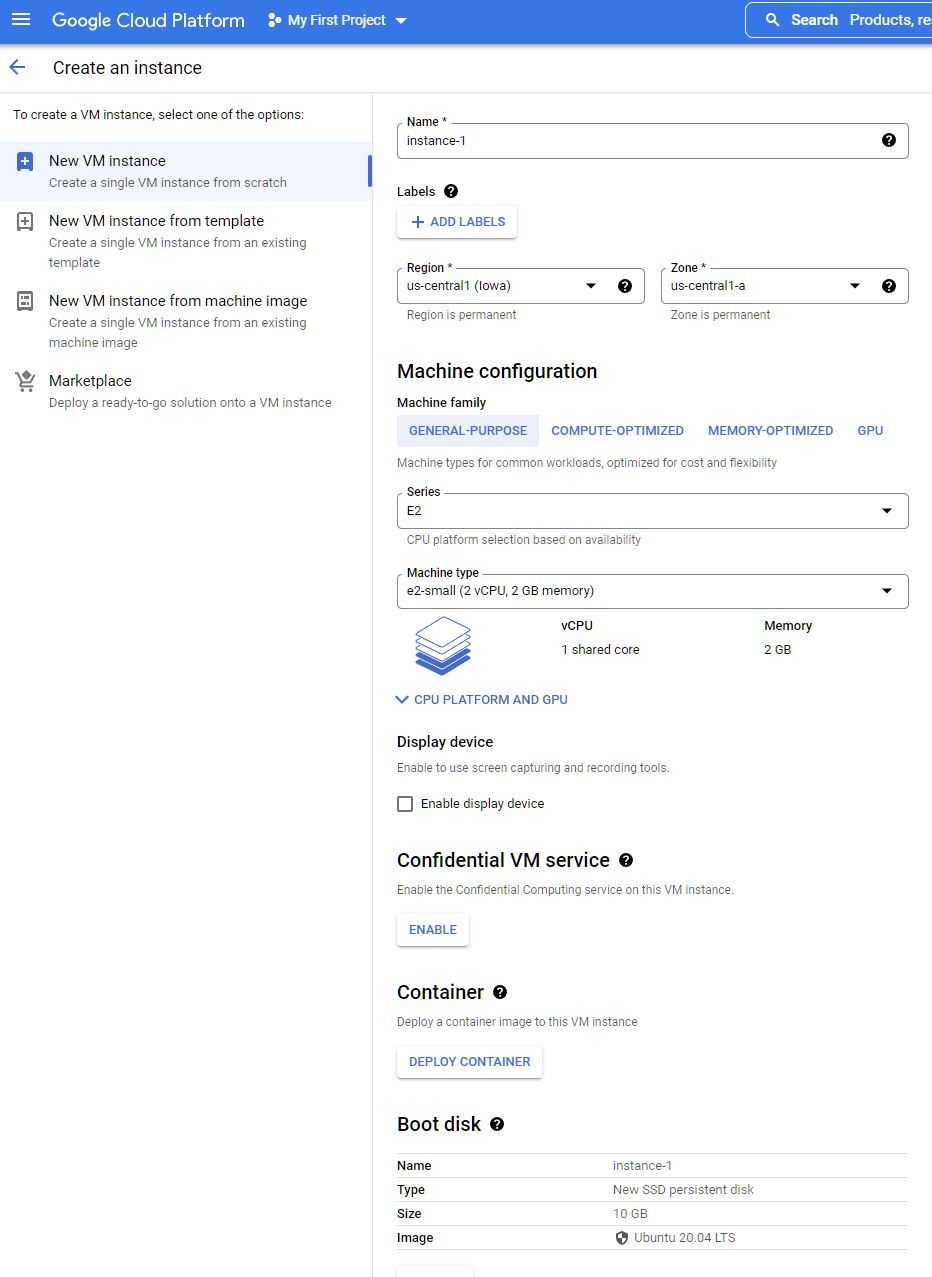 Google Cloud Platform My First Project Search Products, re
Create an instance
To create a VM instance, select one of the options:
New VM instance
Create a single VM instance from scratch
New VM instance from template
Create a single VM instance from an existing
template
New VM instance from machine image
Create a single VM instance from an existing
machine image
Marketplace
Deploy a ready-to-go solution onto a VM instance
Name *
instance-1
Labels
ADD LABELS
Region *
us-central1 (Iowa)
Region is permanent
Zone *
us-central1-a
Zone is permanent
Machine configuration
Machine family
GENERAL-PURPOSE COMPUTE-OPTIMIZED MEMORY-OPTIMIZED GPU
Machine types for common workloads, optimized for cost and flexibility
Series
E2
CPU platform selection based on availability
Machine type
e2-small (2 vCPU, 2 GB memory)
vCPU Memory
1 shared core 2 GB
CPU PLATFORM AND GPU
Display device
Enable to use screen capturing and recording tools.
Enable display device
Confidential VM service
Enable the Confidential Computing service on this VM instance.
ENABLE
Container
Deploy a container image to this VM instance
DEPLOY CONTAINER
Boot disk
Name instance-1
Type New SSD persistent disk
Size 10 GB
Image Ubuntu 20.04 LTS